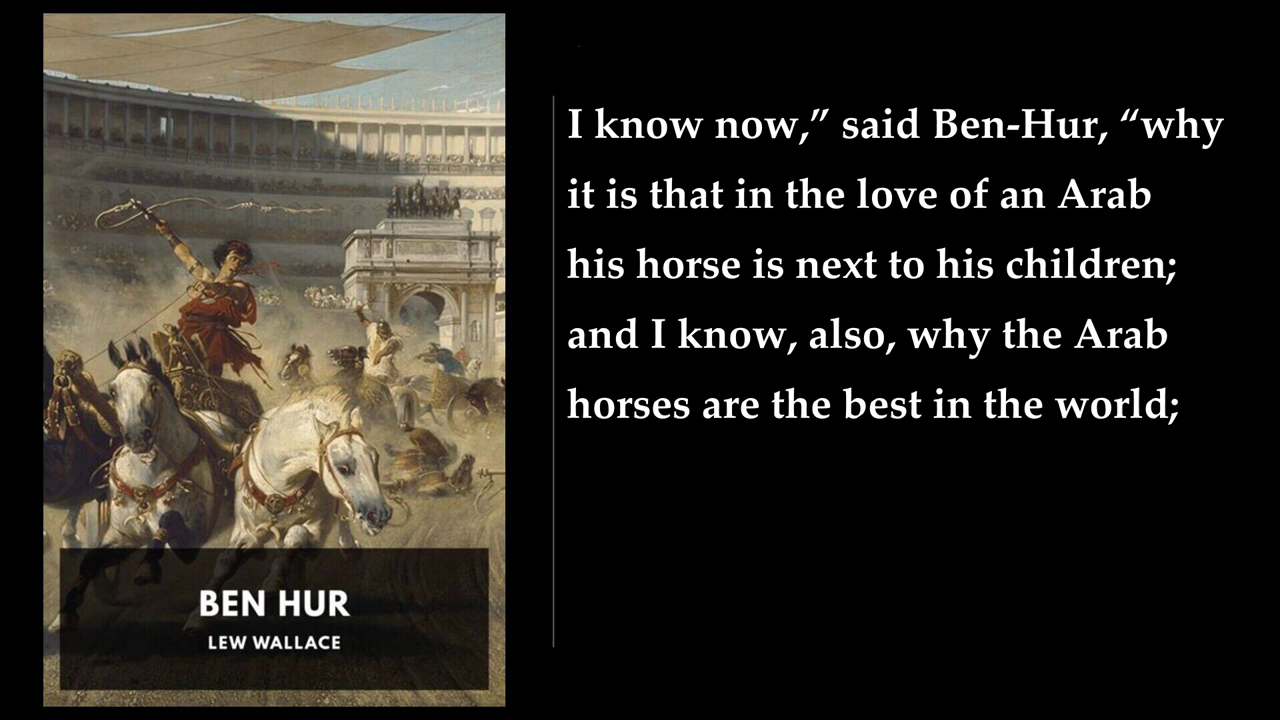 I know now,” said Ben-Hur, “why
it is that in the love of an Arab
his horse is next to his children;
and I know, also, why the Arab
horses are the best in the world;
BEN HUR
LEW WALLACE